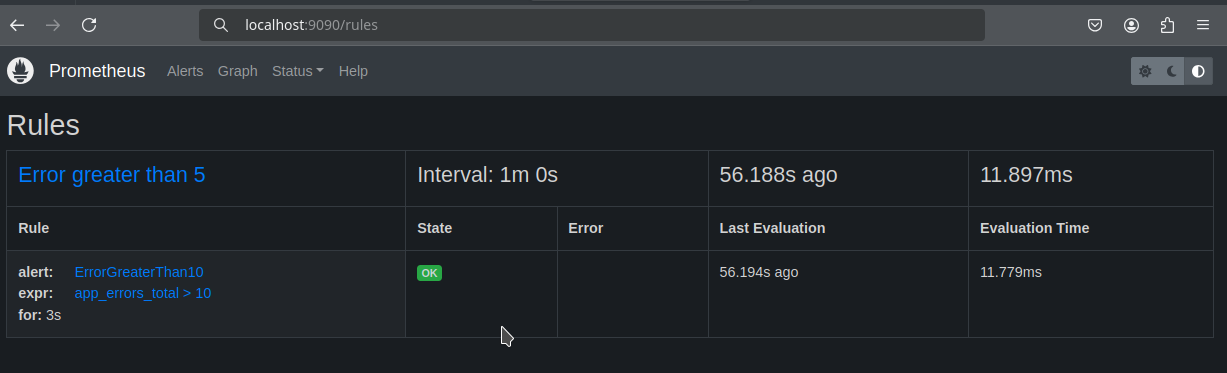 localhost:9090/rules
Prometheus Alerts Graph Status Help
Rules
Error greater than 5 Interval: 1m 0s 56.188s ago 11.897ms
Rule State Error Last Evaluation Evaluation Time
alert: ErrorGreaterThan10 OK 56.194s ago 11.779ms
expr: app_errors_total > 10
for: 3s